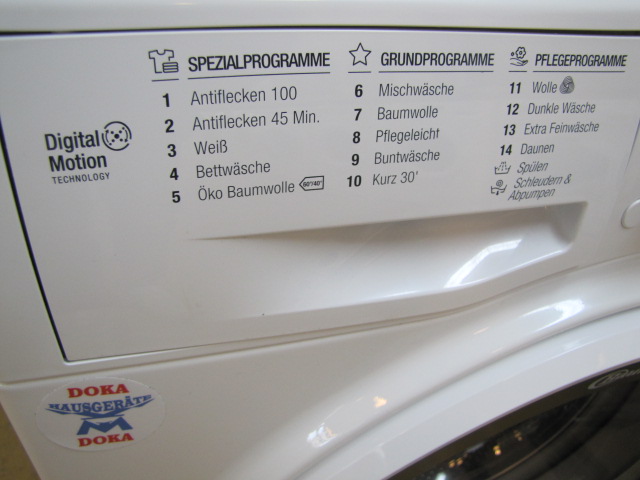 SPEZIALPROGRAMME
1 Antiflecken 100
2 Antiflecken 45 Min.
3 Weiß
4 Bettwäsche
5 Öko Baumwolle 60°/40°
GRUNDPROGRAMME
6 Mischwäsche
7 Baumwolle
8 Pflegeleicht
9 Buntwäsche
10 Kurz 30'
PFLEGEPROGRAMME
11 Wolle
12 Dunkle Wäsche
13 Extra Feinwäsche
14 Daunen
Spülen
Schleudern &
Abpumpen
Digital
Motion
TECHNOLOGY
DOKA
HAUSGERÄTE
DOKA